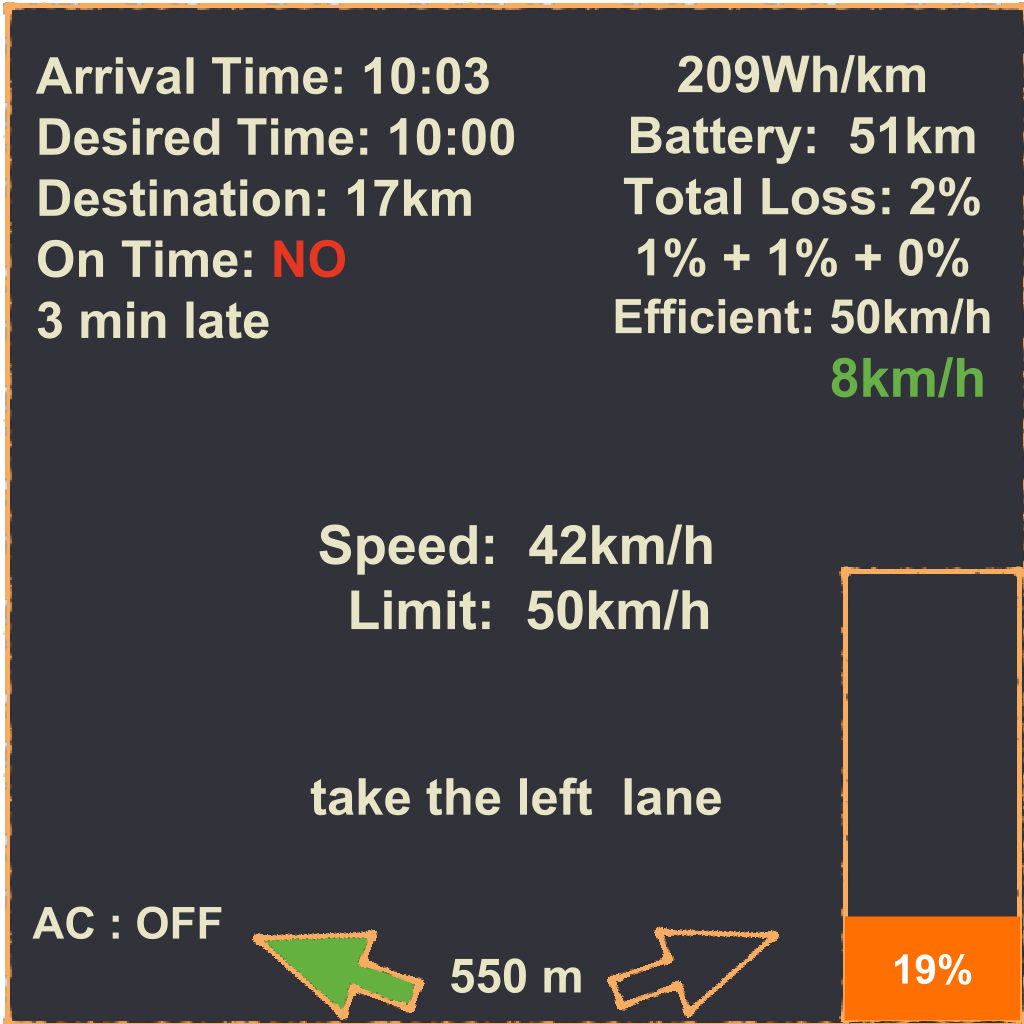 Arrival Time: 10:03
Desired Time: 10:00
Destination: 17km
On Time: NO
3 min late
209Wh/km
Battery: 51km
Total Loss: 2%
1% + 1% + 0%
Efficient: 50km/h
8km/h
Speed: 42km/h
Limit: 50km/h
take the left lane
AC : OFF
550 m
19%